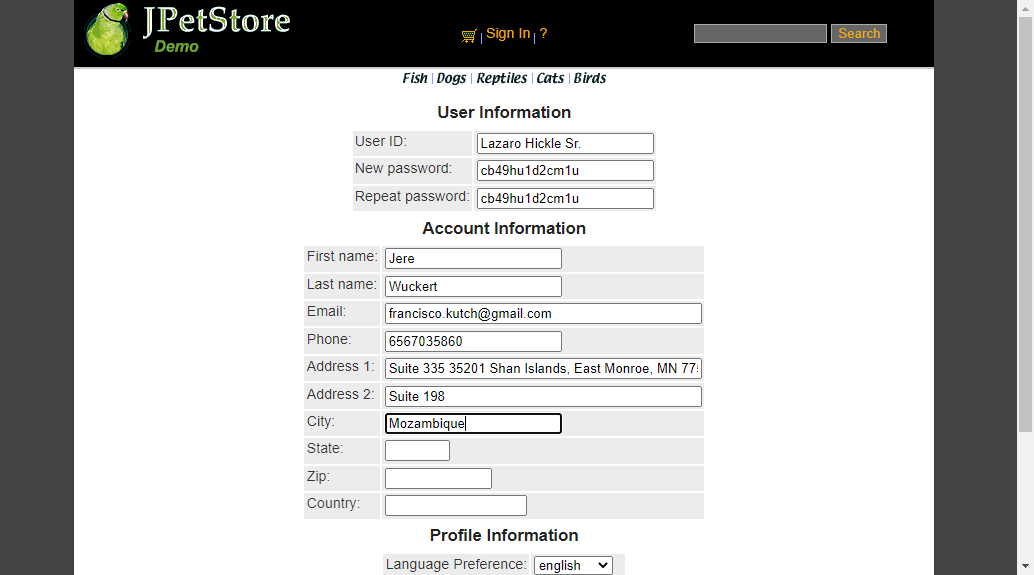 JPetStore
Demo
Sign In | ?
Search
Fish | Dogs | Reptiles | Cats | Birds
User Information
User ID: Lazaro Hickle Sr.
New password: cb49hu1d2cm1u
Repeat password: cb49hu1d2cm1u
Account Information
First name: Jere
Last name: Wuckert
Email: francisco.kutch@gmail.com
Phone: 6567035860
Address 1: Suite 335 35201 Shan Islands, East Monroe, MN 77
Address 2: Suite 198
City: Mozambique
State:
Zip:
Country:
Profile Information
Language Preference: english